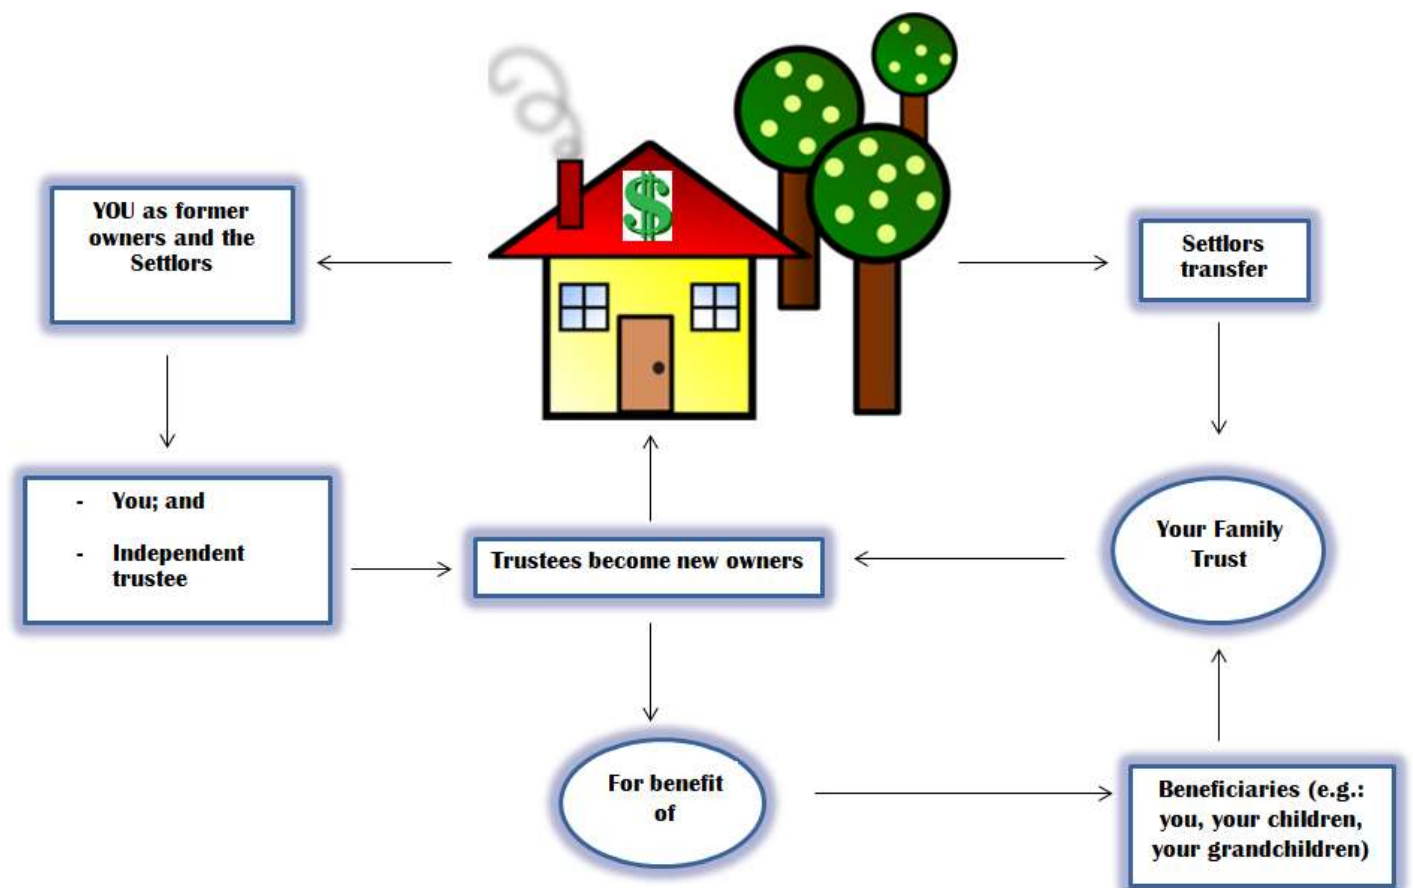 YOU as former
owners and the
Settlors
$
Settlors
transfer
- You; and
- Independent
trustee
Trustees become new owners
Your Family
Trust
For benefit
of
Beneficiaries (e.g.:
you, your children,
your grandchildren)